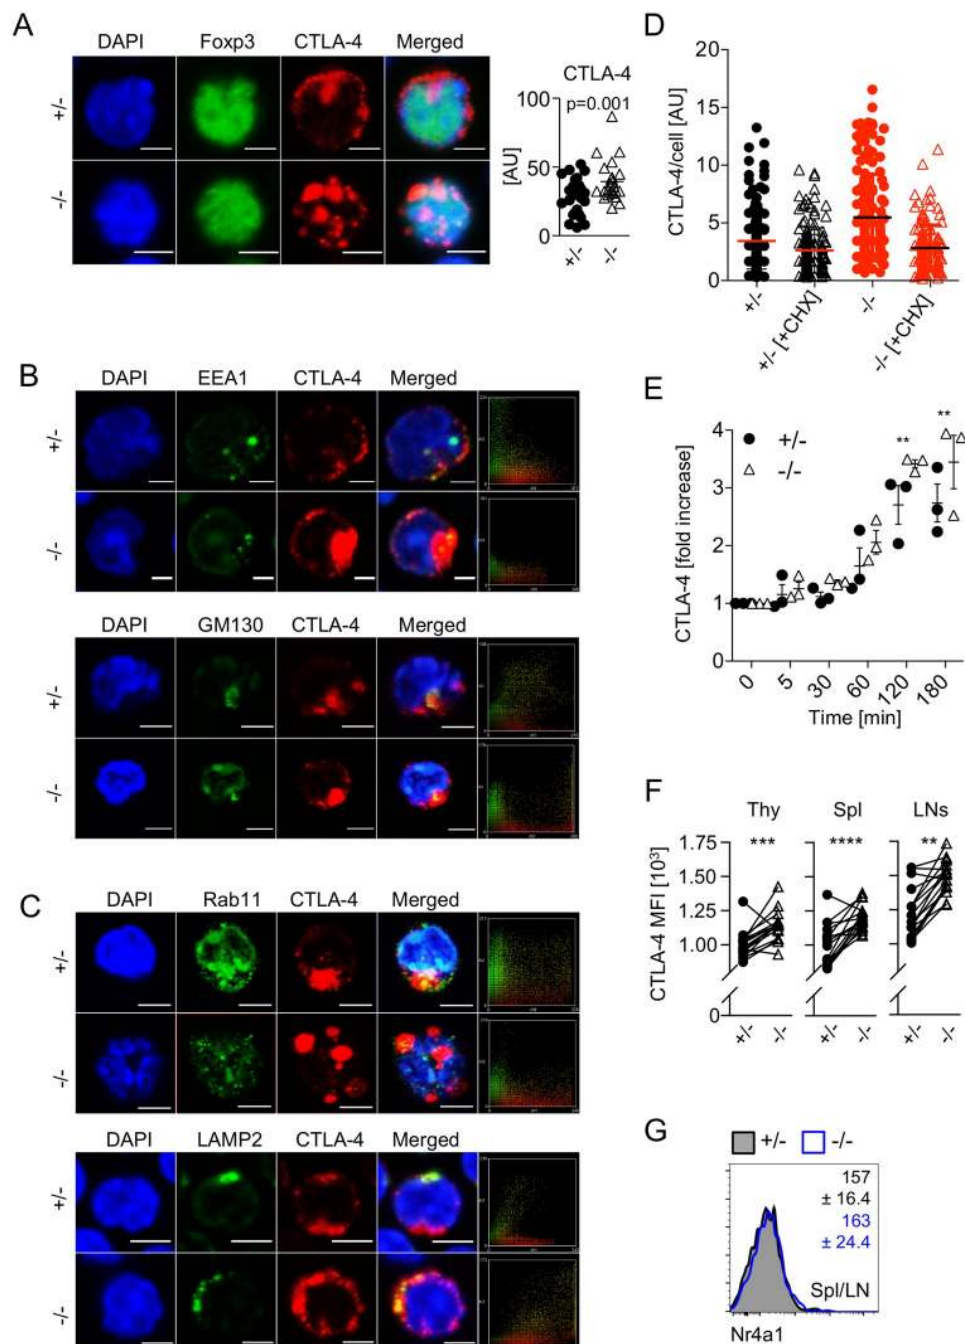 A
DAPI Foxp3 CTLA-4 Merged
+/-
-/-
CTLA-4
p=0.001
[AU]
100
50
0
+/- -/-
B
DAPI EEA1 CTLA-4 Merged
+/-
-/-
DAPI GM130 CTLA-4 Merged
+/-
-/-
C
DAPI Rab11 CTLA-4 Merged
+/-
-/-
DAPI LAMP2 CTLA-4 Merged
+/-
-/-
D
CTLA-4/cell [AU]
20
15
10
5
0
+/- +/- [+CHX] -/- -/- [+CHX]
E
CTLA-4 [fold increase]
4
3
2
1
4
+/-
-/-
**
**
0 5 30 60 120 180
Time [min]
F
Thy Spl LNs
*** **** **
CTLA-4 MFI [10³]
1.75
1.50
1.25
1.00
0
+/- -/- +/- -/- +/- -/-
G
+/- -/-
157
± 16.4
163
± 24.4
Spl/LN
Nr4a1